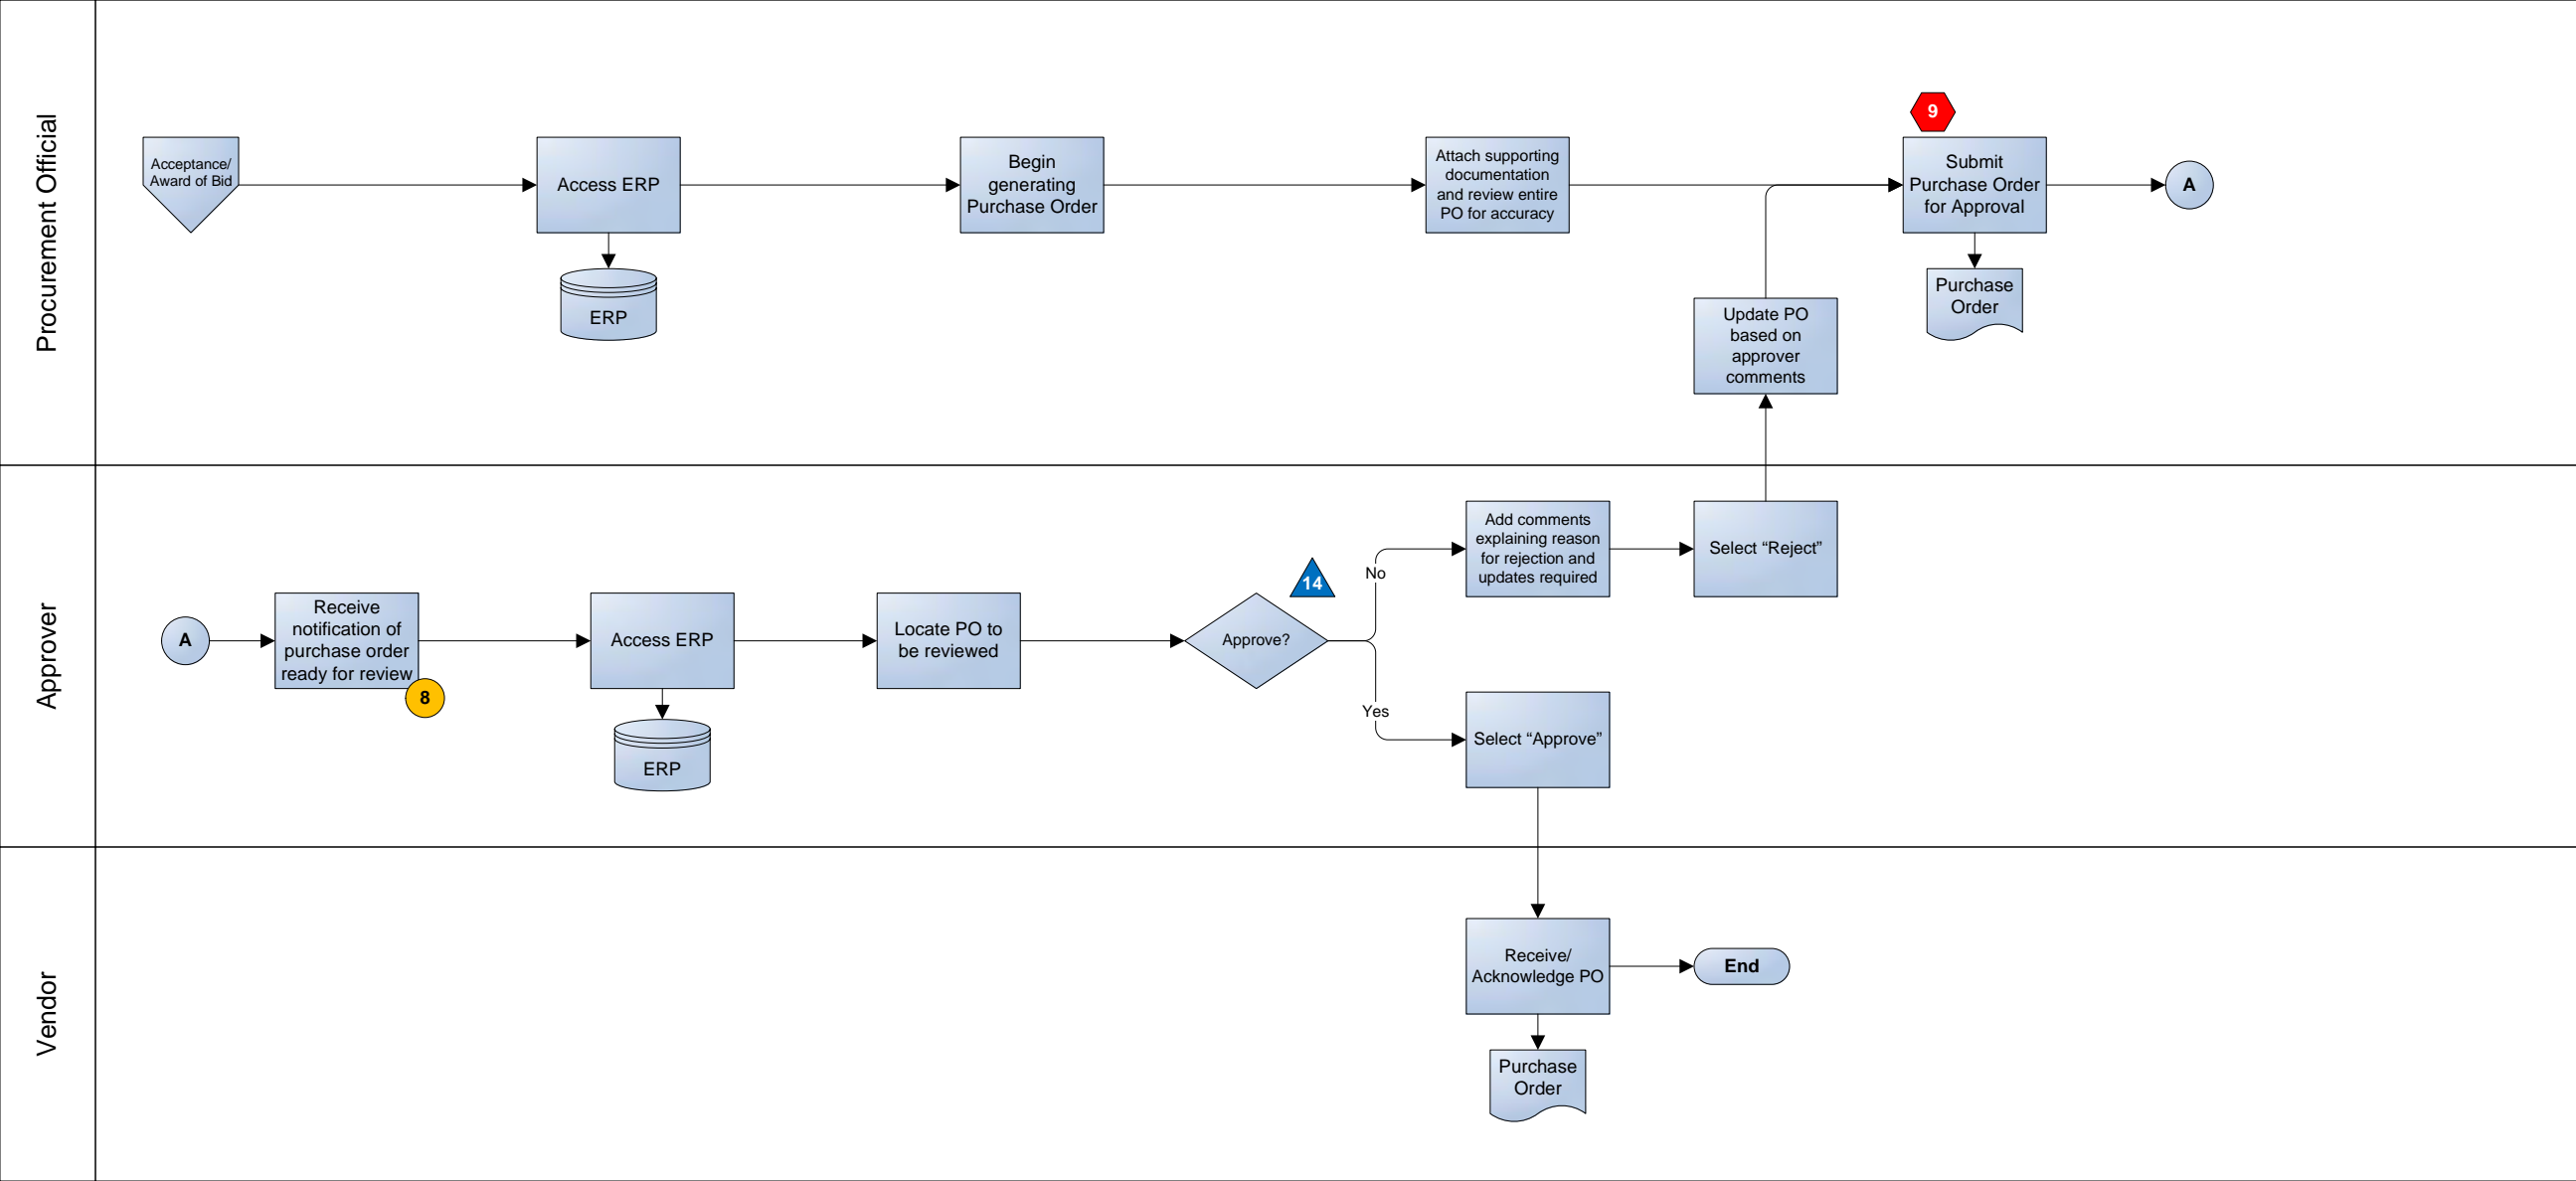 Procurement Official
Acceptance/
Award of Bid
Access ERP
ERP
Begin
generating
Purchase Order
Attach supporting
documentation
and review entire
PO for accuracy
9
Submit
Purchase Order
for Approval
A
Purchase
Order
Update PO
based on
approver
comments
Approver
A
Receive
notification of
purchase order
ready for review
8
Access ERP
ERP
Locate PO to
be reviewed
Approve?
14
No
Add comments
explaining reason
for rejection and
updates required
Select “Reject”
Yes
Select “Approve”
Vendor
Receive/
Acknowledge PO
End
Purchase
Order